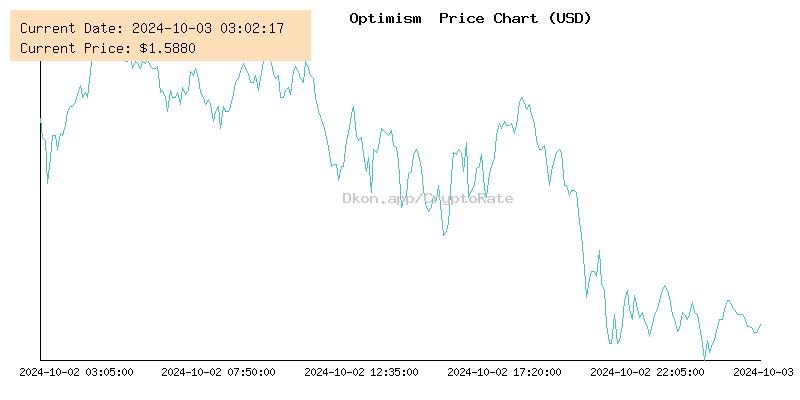 Optimism  Price Chart (USD)
Current Date: 2024-10-03 03:02:17
Current Price: $1.5880
Dkon.app/CryptoRate
2024-10-02 03:05:00 2024-10-02 07:50:00 2024-10-02 12:35:00 2024-10-02 17:20:00 2024-10-02 22:05:00 2024-10-03